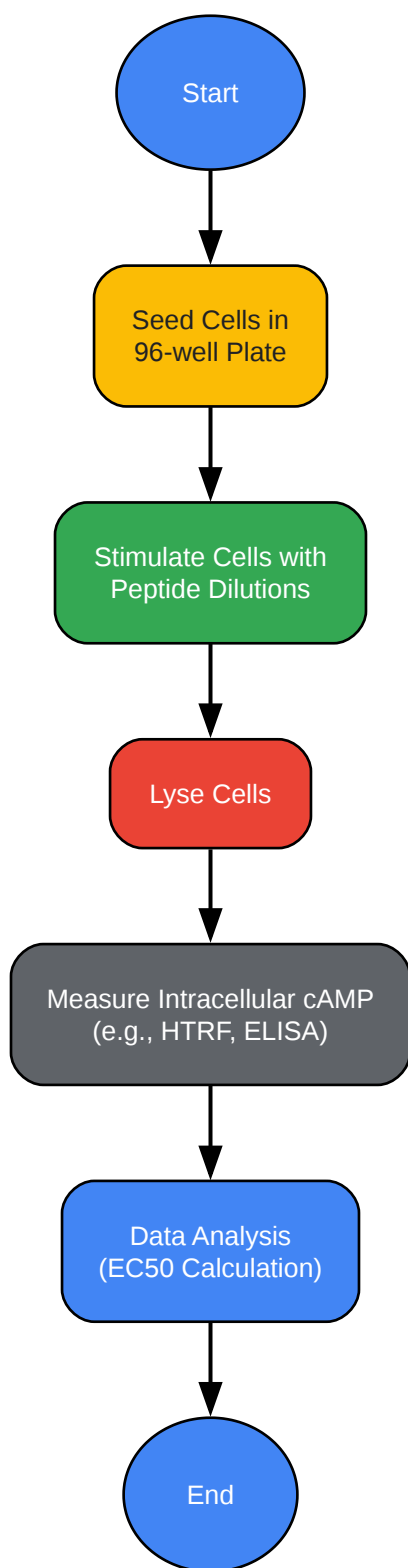 Start
Seed Cells in
96-well Plate
Stimulate Cells with
Peptide Dilutions
Lyse Cells
Measure Intracellular cAMP
(e.g., HTRF, ELISA)
Data Analysis
(EC50 Calculation)
End